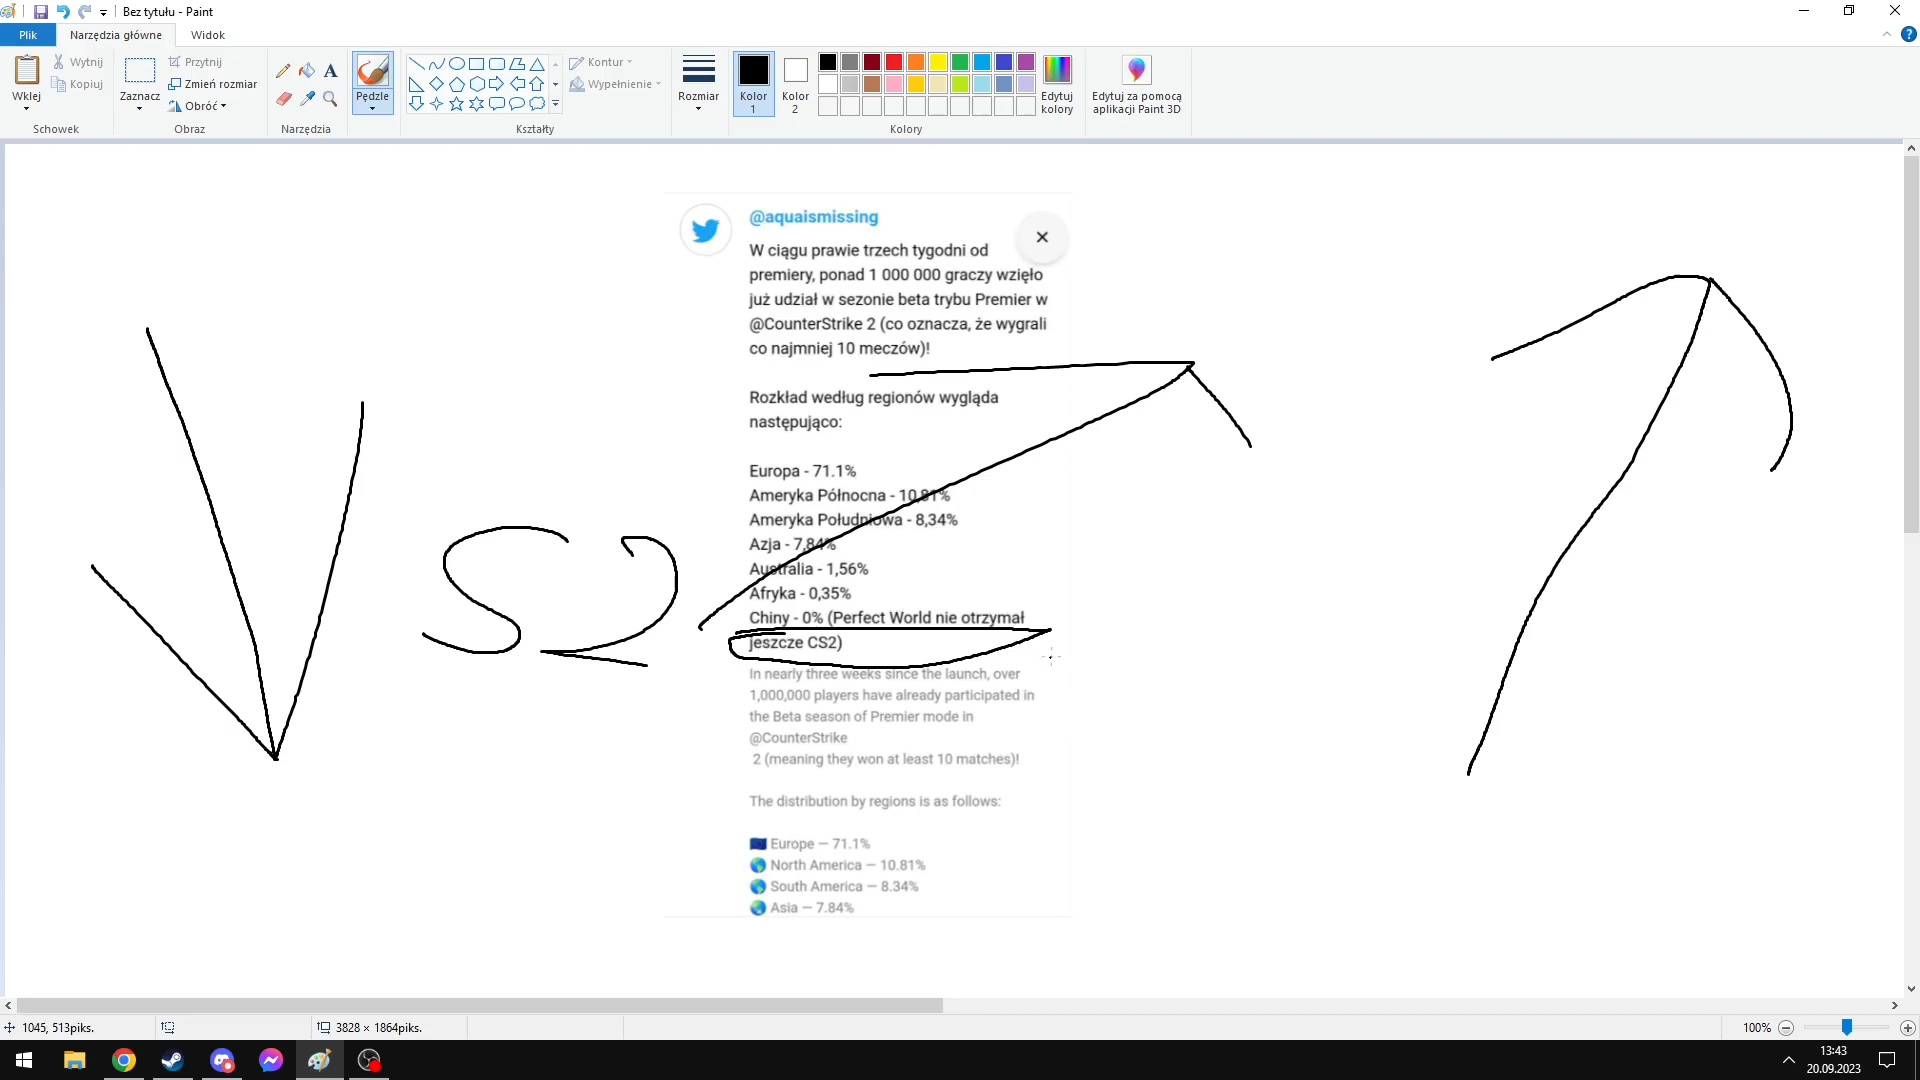 Bez tytułu - Paint
Plik
Narzędzia główne
Widok
Wklej
Wytnij
Kopiuj
Schowek
Zaznacz
Przytnij
Zmień rozmiar
Obróć
Obraz
A
Narzędzia
Pędzle
Kontur
Wypełnienie
Kształty
Rozmiar
Kolor
1
Kolor
2
Edytuj
kolory
Kolory
Edytuj za pomocą
aplikacji Paint 3D
@aquaismissing
W ciągu prawie trzech tygodni od
premiery, ponad 1 000 000 graczy wzięło
już udział w sezonie beta trybu Premier w
@CounterStrike 2 (co oznacza, że wygrali
co najmniej 10 meczów)!
Rozkład według regionów wygląda
następująco:
Europa - 71.1%
Ameryka Północna - 10,81%
Ameryka Południowa - 8,34%
Azja - 7,84%
Australia - 1,56%
Afryka - 0,35%
Chiny - 0% (Perfect World nie otrzymał
jeszcze CS2)
In nearly three weeks since the launch, over
1,000,000 players have already participated in
the Beta season of Premier mode in
@CounterStrike
2 (meaning they won at least 10 matches)!
The distribution by regions is as follows:
Europe — 71.1%
North America — 10.81%
South America — 8.34%
Asia — 7.84%
S2
1045, 513piks.
3828 × 1864piks.
100%
13:43
20.09.2023